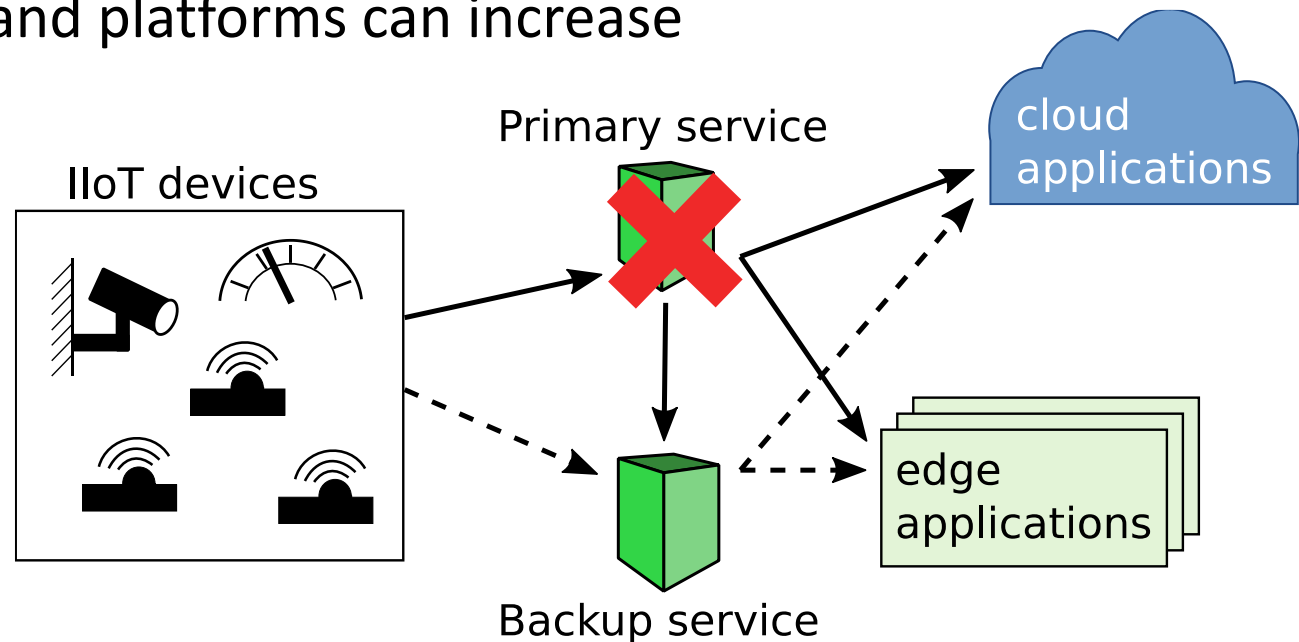 and platforms can increase
Primary service
IIoT devices
cloud
applications
edge
applications
Backup service